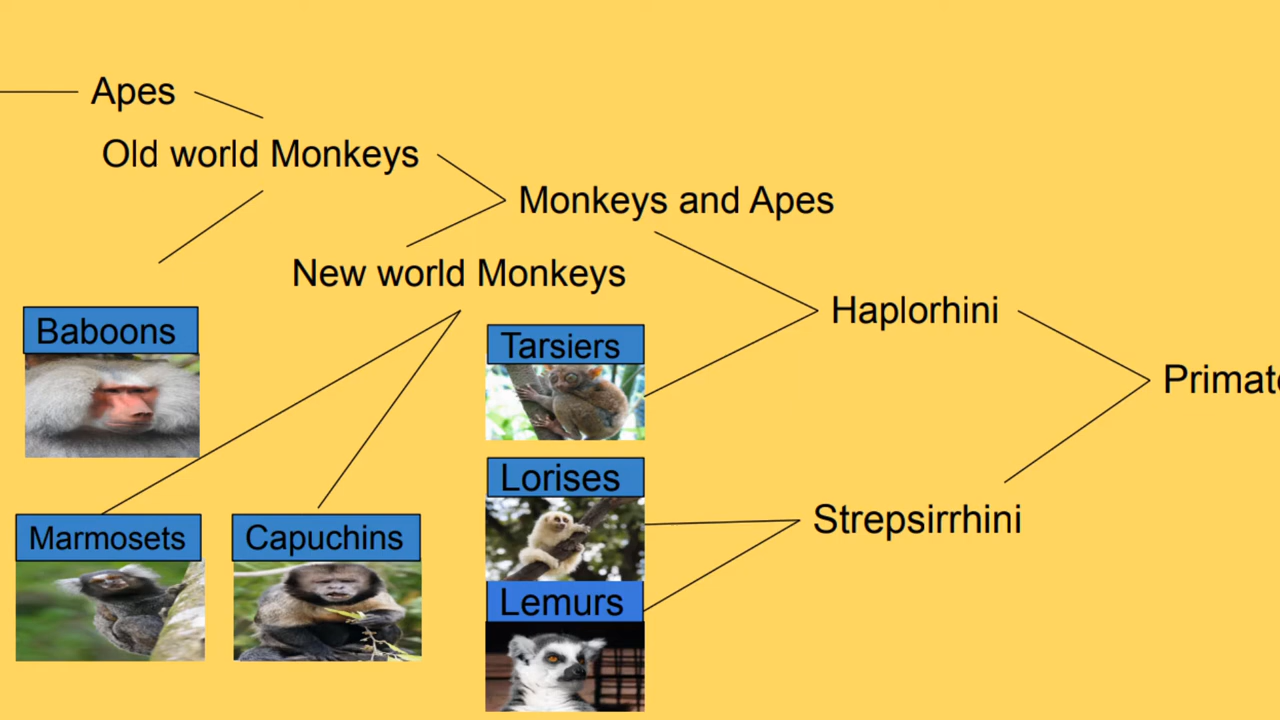 Apes
Old world Monkeys
Monkeys and Apes
New world Monkeys
Haplorhini
Baboons
Tarsiers
Primat
Lorises
Strepsirrhini
Marmosets
Capuchins
Lemurs